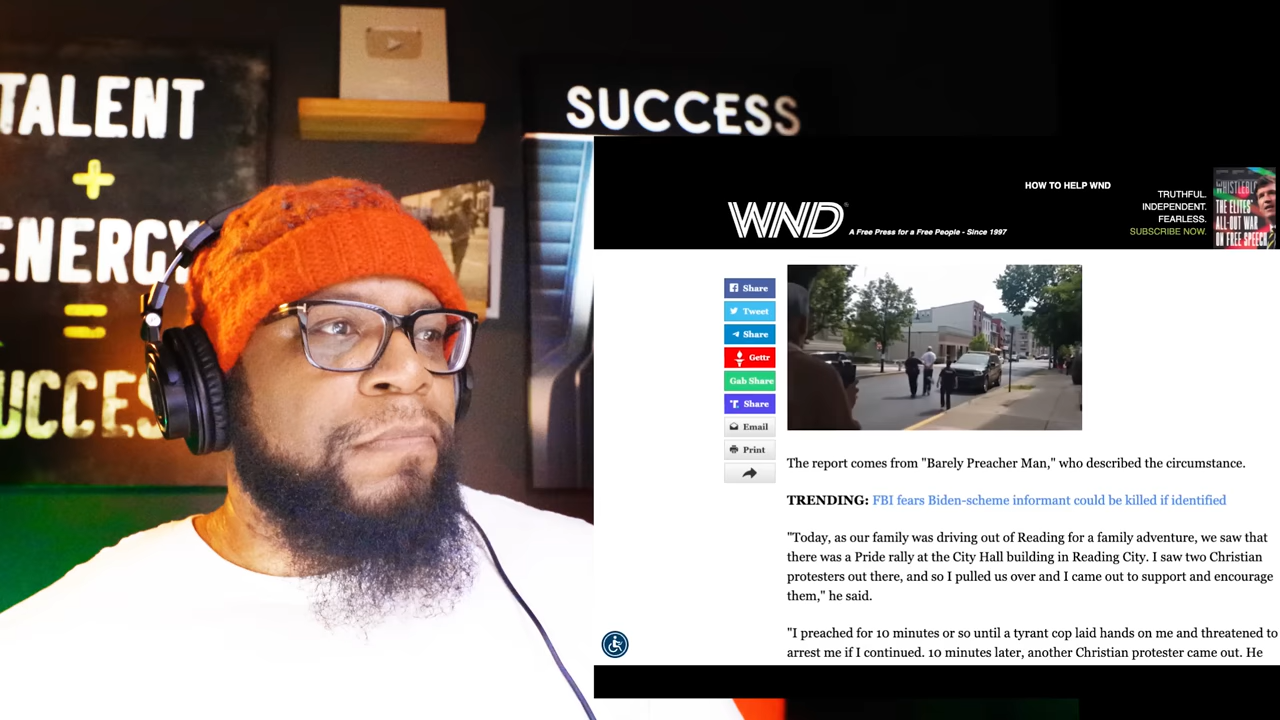 TALENT
+
ENERGY
=
SUCCESS
SUCCESS
HOW TO HELP WND
WND®
A Free Press for a Free People - Since 1997
TRUTHFUL.
INDEPENDENT.
FEARLESS.
SUBSCRIBE NOW.
WHISTLEBL
THE ELITES'
ALL-OUT WAR
ON FREE SPEECH
Share
Tweet
Share
Gettr
Gab Share
Share
Email
Print
The report comes from "Barely Preacher Man," who described the circumstance.
TRENDING: FBI fears Biden-scheme informant could be killed if identified
"Today, as our family was driving out of Reading for a family adventure, we saw that
there was a Pride rally at the City Hall building in Reading City. I saw two Christian
protesters out there, and so I pulled us over and I came out to support and encourage
them," he said.
"I preached for 10 minutes or so until a tyrant cop laid hands on me and threatened to
arrest me if I continued. 10 minutes later, another Christian protester came out. He